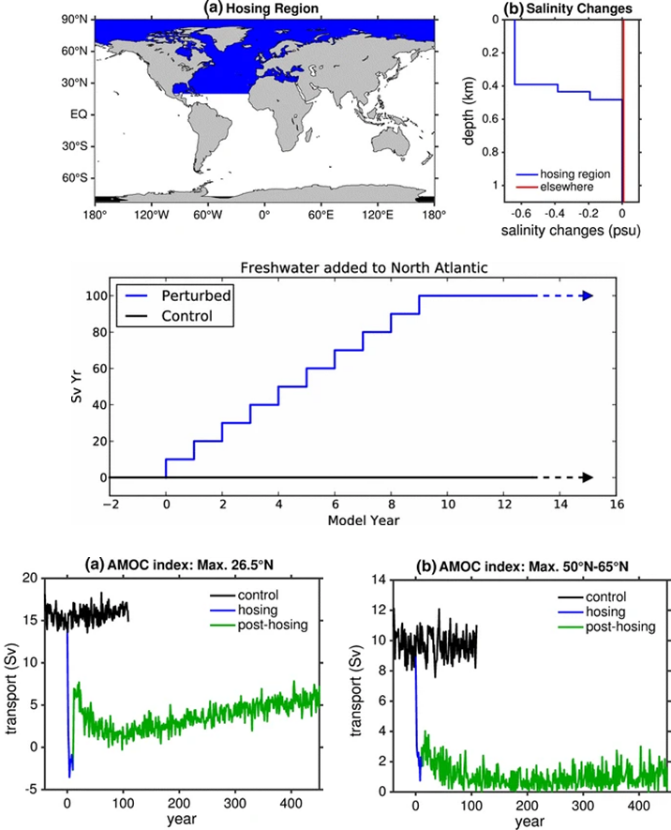 (a) Hosing Region
90°N
60°N
30°N
EQ
30°S
60°S
180°
120°W
60°W
0°
60°E
120°E
180°
(b) Salinity Changes
0
0.2
0.4
0.6
0.8
1
depth (km)
hosing region
elsewhere
-0.6
-0.4
-0.2
0
salinity changes (psu)
Freshwater added to North Atlantic
100
80
60
40
20
0
Sv Yr
Perturbed
Control
−2
0
2
4
6
8
10
12
14
16
Model Year
(a) AMOC index: Max. 26.5°N
20
15
10
5
0
-5
transport (Sv)
control
hosing
post-hosing
0
100
200
300
400
year
(b) AMOC index: Max. 50°N-65°N
14
12
10
8
6
4
2
0
transport (Sv)
control
hosing
post-hosing
0
100
200
300
400
year